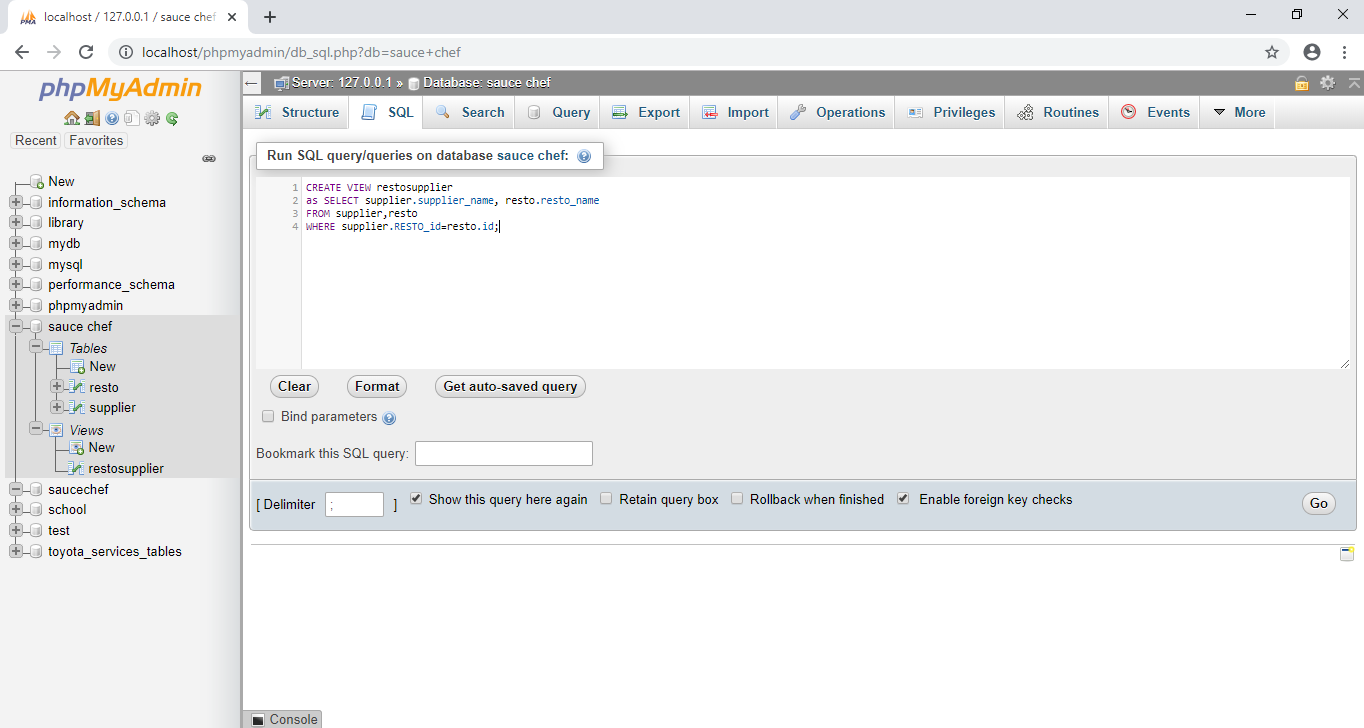 localhost / 127.0.0.1 / sauce chef
localhost/phpmyadmin/db_sql.php?db=sauce+chef
phpMyAdmin
Recent Favorites
New
information_schema
library
mydb
mysql
performance_schema
phpmyadmin
sauce chef
Tables
New
resto
supplier
Views
New
restosupplier
saucechef
school
test
toyota_services_tables
Server: 127.0.0.1 » Database: sauce chef
Structure SQL Search Query Export Import Operations Privileges Routines Events More
Run SQL query/queries on database sauce chef:
1 CREATE VIEW restosupplier
2 as SELECT supplier.supplier_name, resto.resto_name
3 FROM supplier,resto
4 WHERE supplier.RESTO_id=resto.id;
Clear Format Get auto-saved query
Bind parameters
Bookmark this SQL query:
[ Delimiter ; ] Show this query here again Retain query box Rollback when finished Enable foreign key checks Go
Console